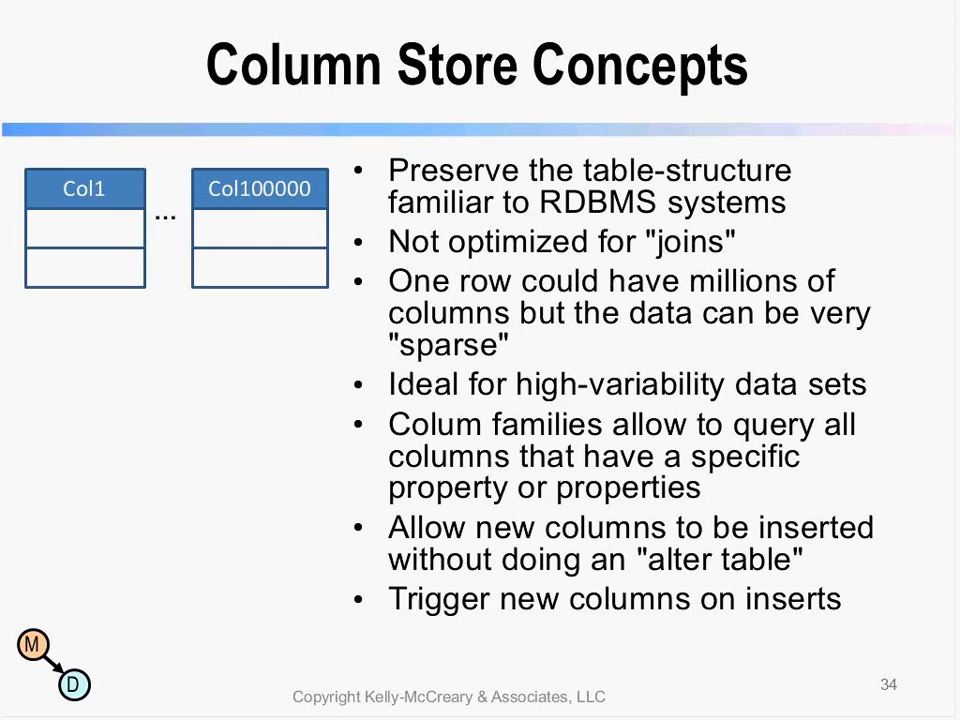 Column Store Concepts
Col1
...
Col100000
• Preserve the table-structure
familiar to RDBMS systems
• Not optimized for "joins"
• One row could have millions of
columns but the data can be very
"sparse"
• Ideal for high-variability data sets
• Colum families allow to query all
columns that have a specific
property or properties
• Allow new columns to be inserted
without doing an "alter table"
• Trigger new columns on inserts
M
D
Copyright Kelly-McCreary & Associates, LLC
34